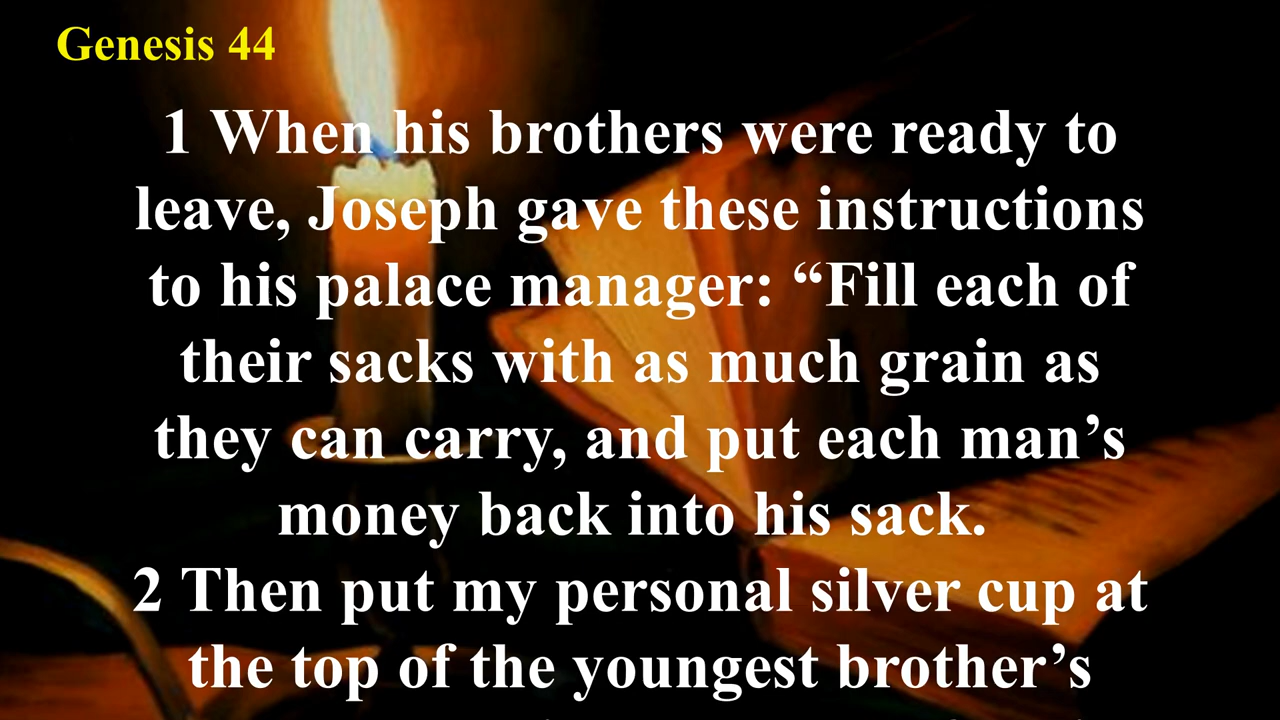 Genesis 44
1 When his brothers were ready to
leave, Joseph gave these instructions
to his palace manager: “Fill each of
their sacks with as much grain as
they can carry, and put each man’s
money back into his sack.
2 Then put my personal silver cup at
the top of the youngest brother’s